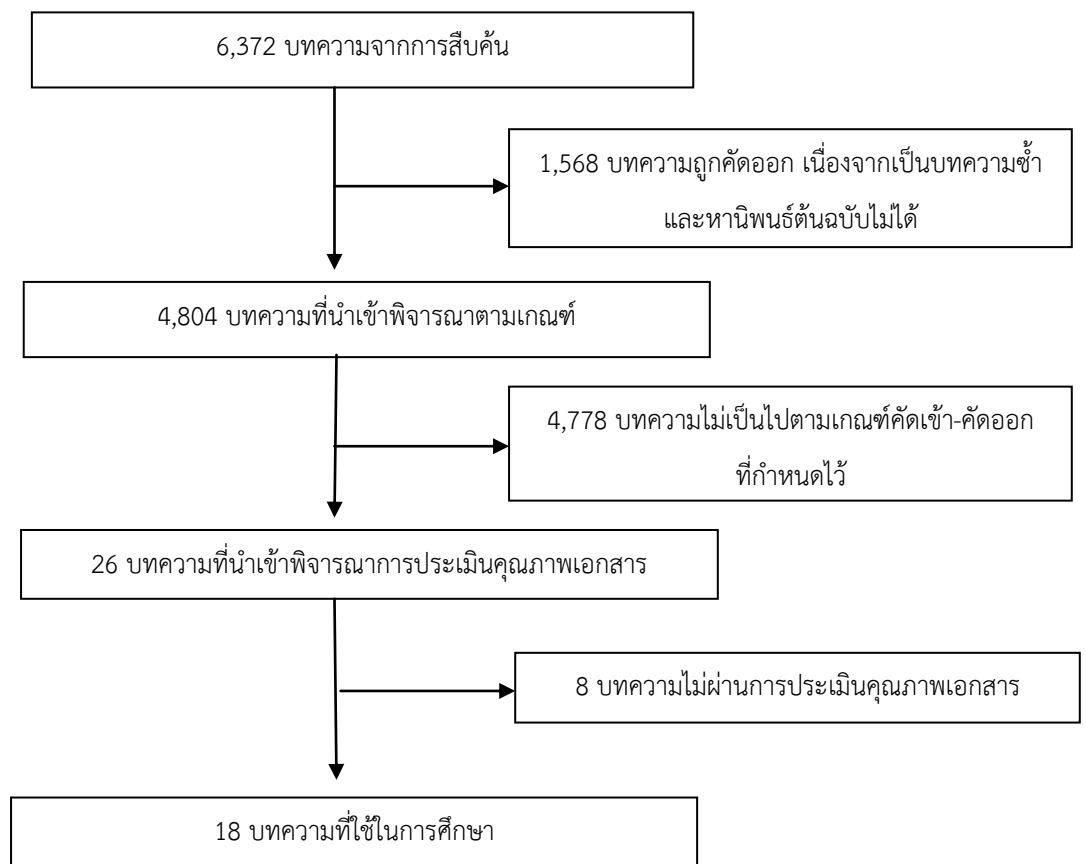 6,372 บทความจากการสืบค้น
1,568 บทความถูกคัดออก เนื่องจากเป็นบทความซ้ำ
และหานิพนธ์ต้นฉบับไม่ได้
4,804 บทความที่นำเข้าพิจารณาตามเกณฑ์
4,778 บทความไม่เป็นไปตามเกณฑ์คัดเข้า-คัดออก
ที่กำหนดไว้
26 บทความที่นำเข้าพิจารณาการประเมินคุณภาพเอกสาร
8 บทความไม่ผ่านการประเมินคุณภาพเอกสาร
18 บทความที่ใช้ในการศึกษา